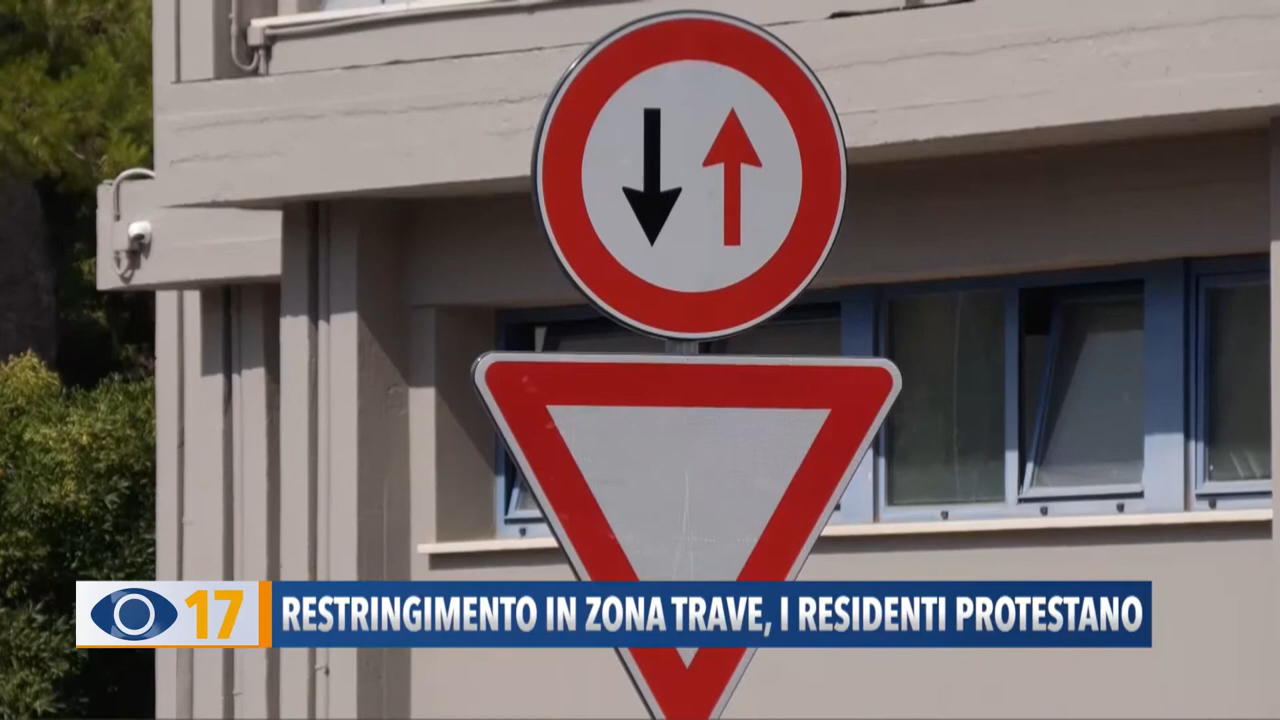 17
RESTRINGIMENTO IN ZONA TRAVE, I RESIDENTI PROTESTANO